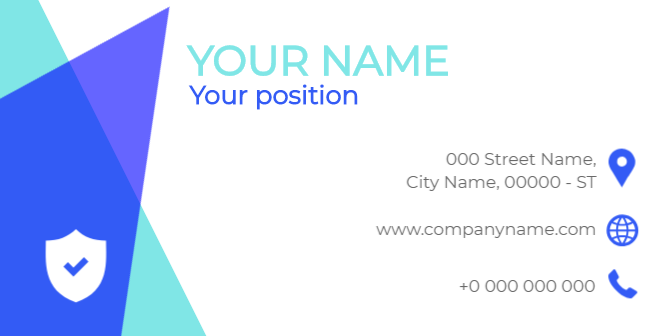 YOUR NAME
Your position
000 Street Name,
City Name, 00000 - ST
www.companyname.com
+0 000 000 000